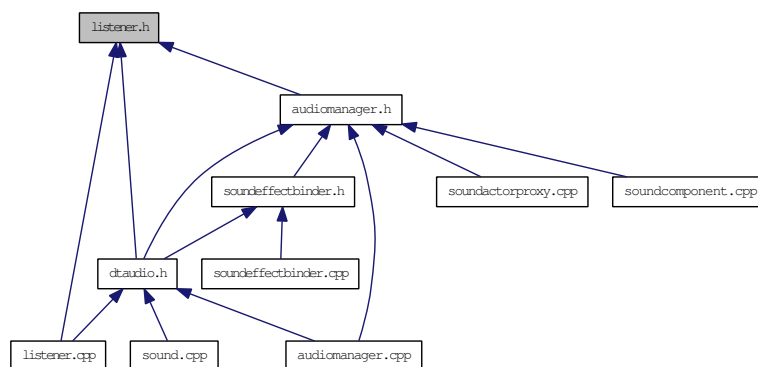 listener.h
audiomanager.h
soundeffectbinder.h
soundactorproxy.cpp
soundcomponent.cpp
dtaudio.h
soundeffectbinder.cpp
listener.cpp
sound.cpp
audiomanager.cpp